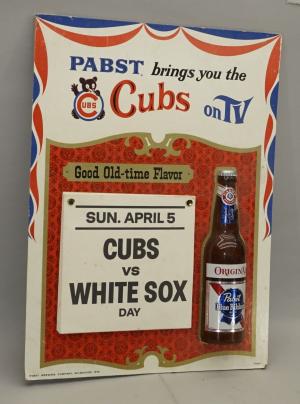 PABST brings you the
CUBS
Cubs
on TV
Good Old-time Flavor
SUN. APRIL 5
CUBS
VS
WHITE SOX
DAY
ORIGINAL
Pabst
Blue Ribbon